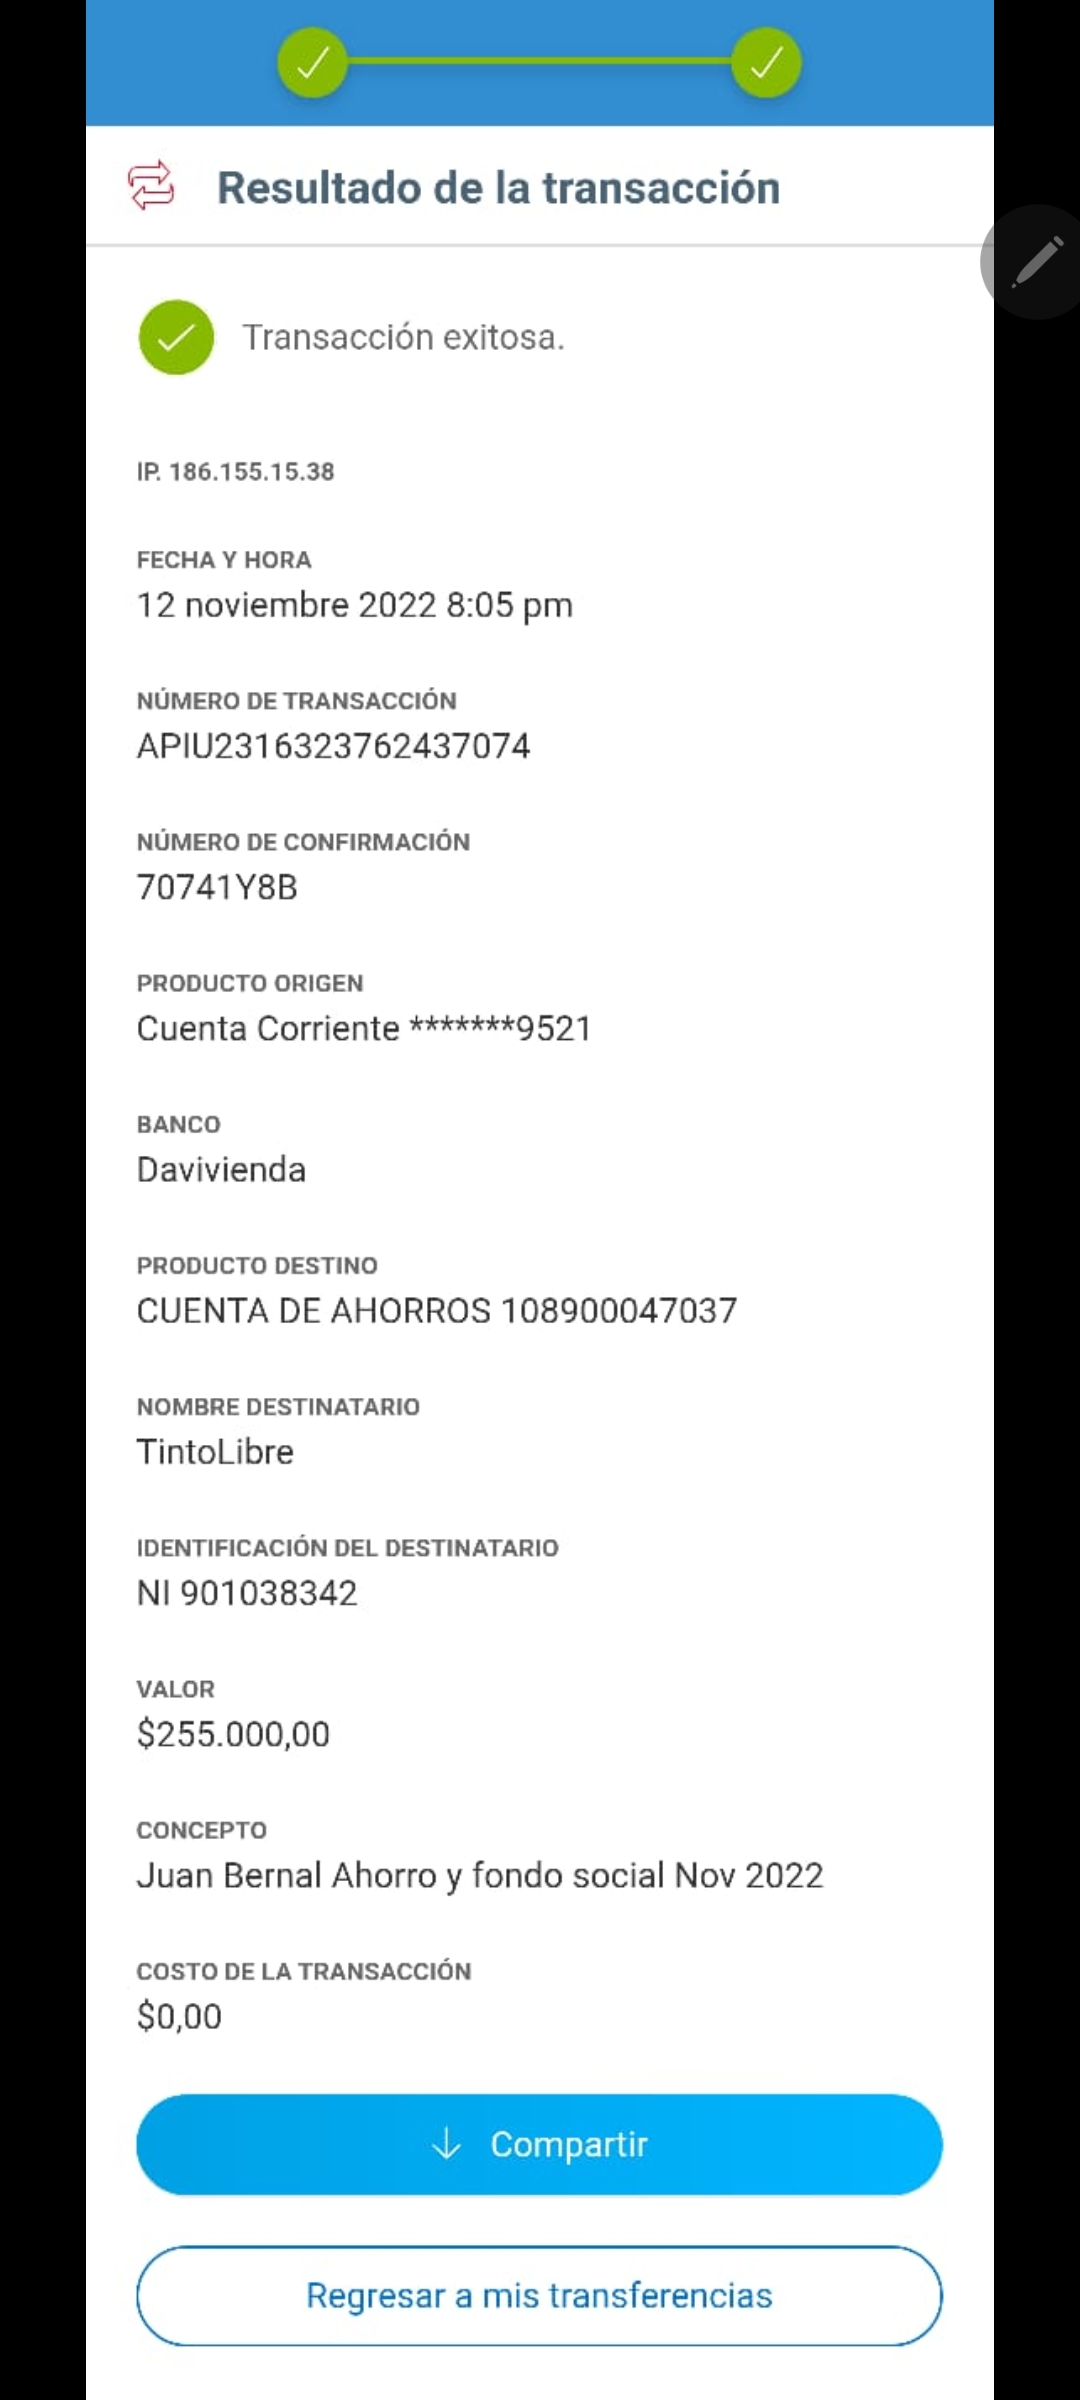 Resultado de la transacción
Transacción exitosa.
IP. 186.155.15.38
FECHA Y HORA
12 noviembre 2022 8:05 pm
NÚMERO DE TRANSACCIÓN
APIU2316323762437074
NÚMERO DE CONFIRMACIÓN
70741Y8B
PRODUCTO ORIGEN
Cuenta Corriente *******9521
BANCO
Davivienda
PRODUCTO DESTINO
CUENTA DE AHORROS 108900047037
NOMBRE DESTINATARIO
TintoLibre
IDENTIFICACIÓN DEL DESTINATARIO
NI 901038342
VALOR
$255.000,00
CONCEPTO
Juan Bernal Ahorro y fondo social Nov 2022
COSTO DE LA TRANSACCIÓN
$0,00
Compartir
Regresar a mis transferencias